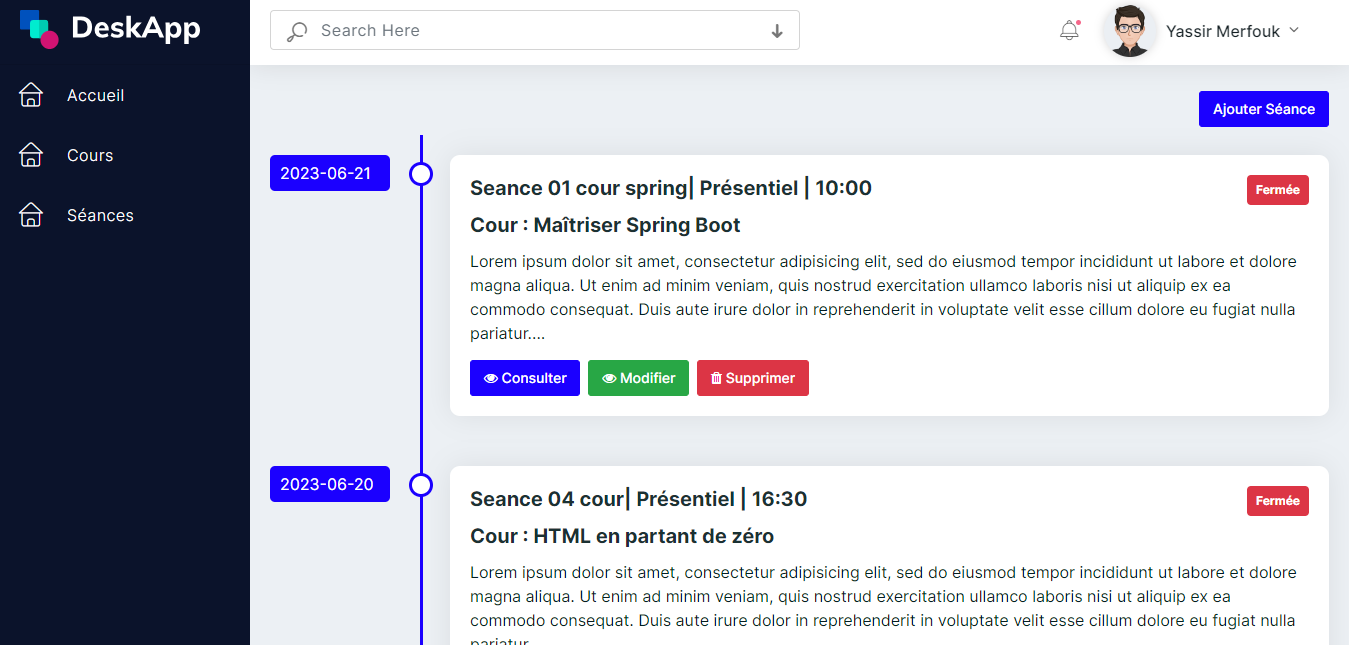 DeskApp
Search Here
Yassir Merfouk
Accueil
Cours
Séances
Ajouter Séance
2023-06-21
Seance 01 cour spring| Présentiel | 10:00
Fermée
Cour : Maîtriser Spring Boot
Lorem ipsum dolor sit amet, consectetur adipisicing elit, sed do eiusmod tempor incididunt ut labore et dolore
magna aliqua. Ut enim ad minim veniam, quis nostrud exercitation ullamco laboris nisi ut aliquip ex ea
commodo consequat. Duis aute irure dolor in reprehenderit in voluptate velit esse cillum dolore eu fugiat nulla
pariatur....
Consulter
Modifier
Supprimer
2023-06-20
Seance 04 cour| Présentiel | 16:30
Fermée
Cour : HTML en partant de zéro
Lorem ipsum dolor sit amet, consectetur adipisicing elit, sed do eiusmod tempor incididunt ut labore et dolore
magna aliqua. Ut enim ad minim veniam, quis nostrud exercitation ullamco laboris nisi ut aliquip ex ea
commodo consequat. Duis aute irure dolor in reprehenderit in voluptate velit esse cillum dolore eu fugiat nulla
pariatur